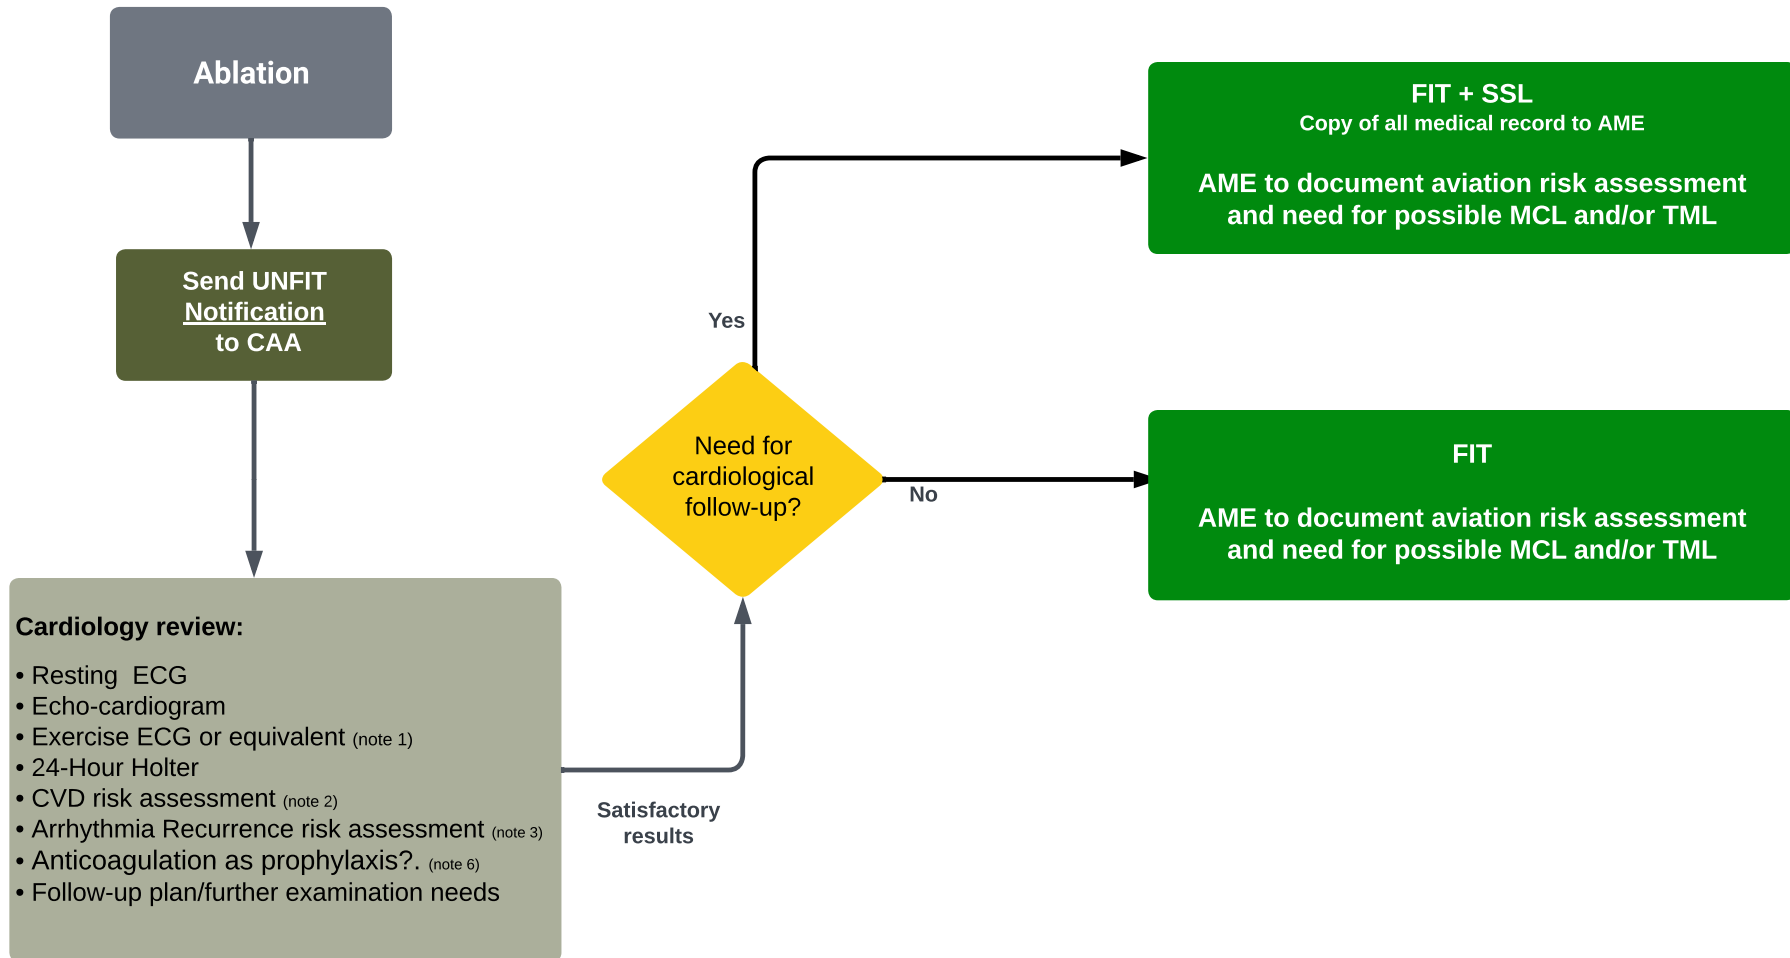 Ablation
Send UNFIT
Notification
to CAA
Cardiology review:
• Resting  ECG
• Echo-cardiogram
• Exercise ECG or equivalent (note 1)
• 24-Hour Holter
• CVD risk assessment (note 2)
• Arrhythmia Recurrence risk assessment (note 3)
• Anticoagulation as prophylaxis?. (note 6)
• Follow-up plan/further examination needs
Satisfactory
results
Need for
cardiological
follow-up?
Yes
No
FIT + SSL
Copy of all medical record to AME
AME to document aviation risk assessment
and need for possible MCL and/or TML
FIT
AME to document aviation risk assessment
and need for possible MCL and/or TML